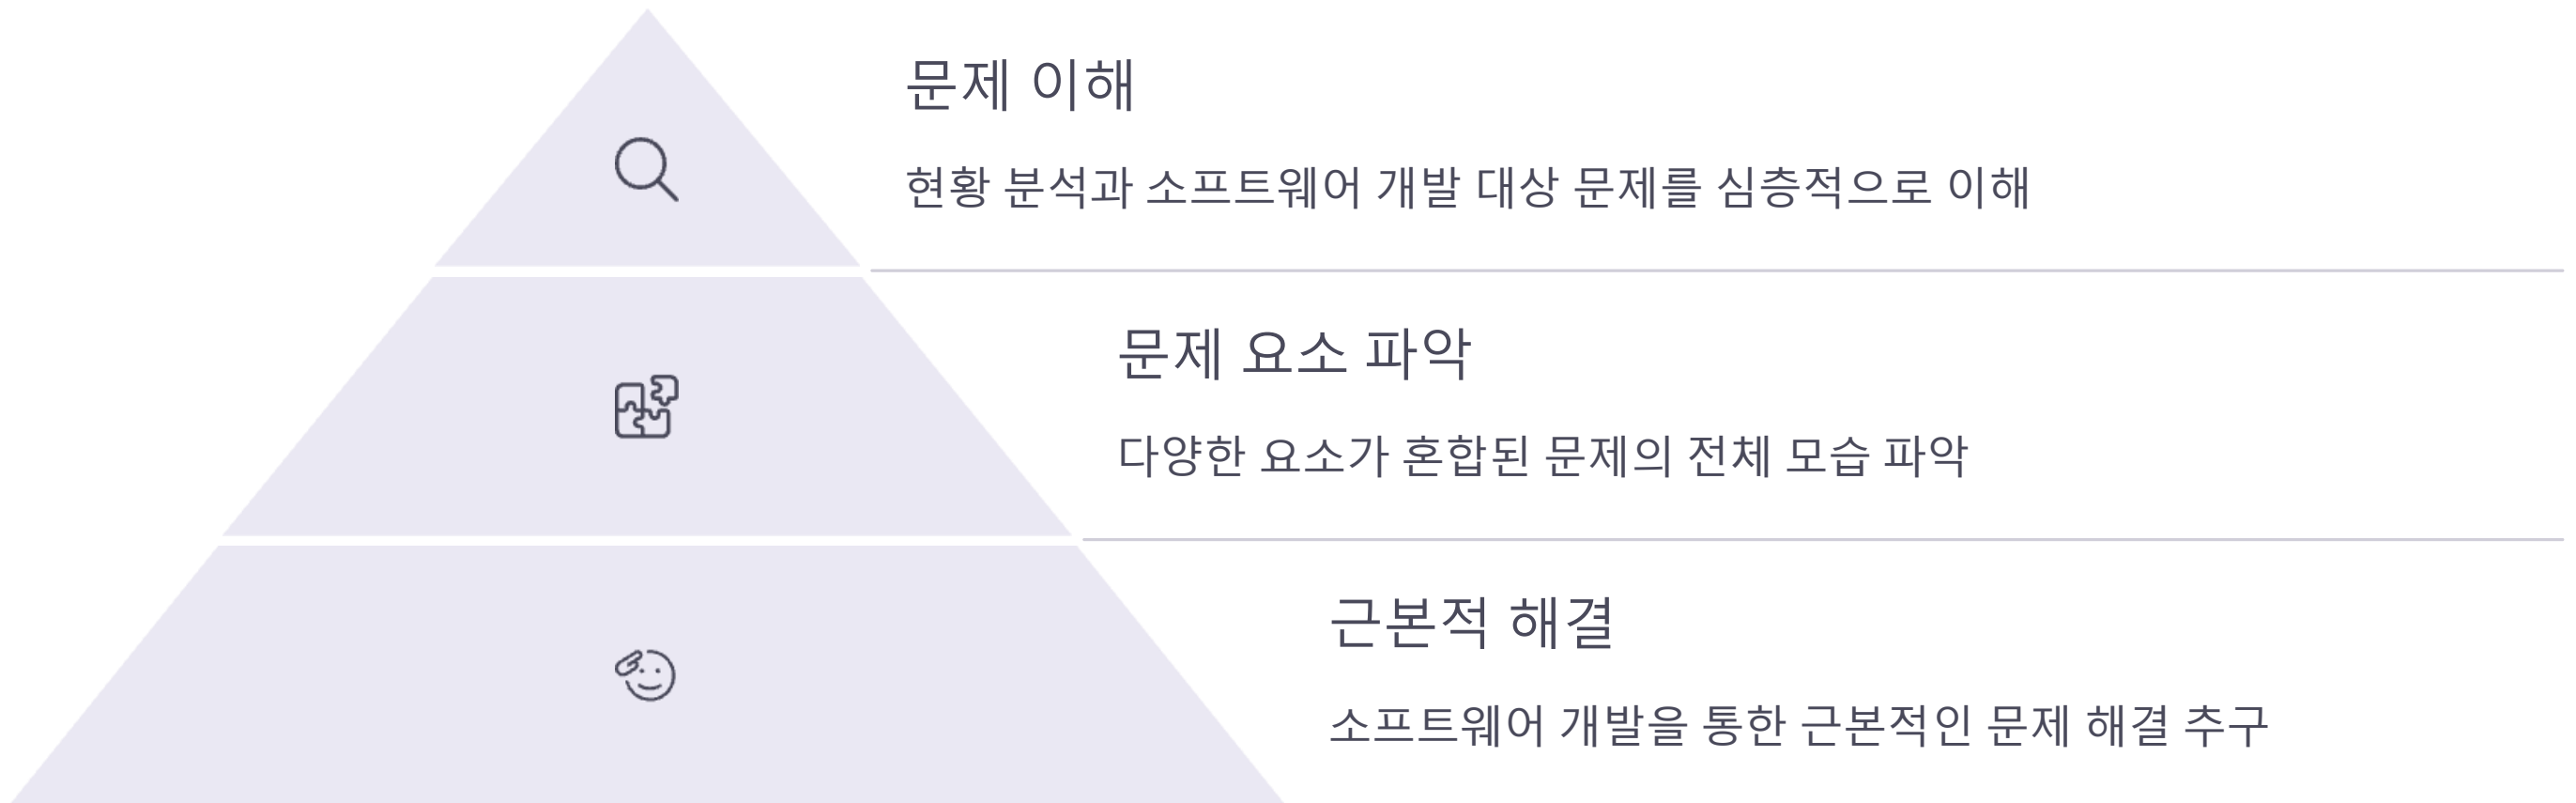 문제 이해
현황 분석과 소프트웨어 개발 대상 문제를 심층적으로 이해
문제 요소 파악
다양한 요소가 혼합된 문제의 전체 모습 파악
근본적 해결
소프트웨어 개발을 통한 근본적인 문제 해결 추구